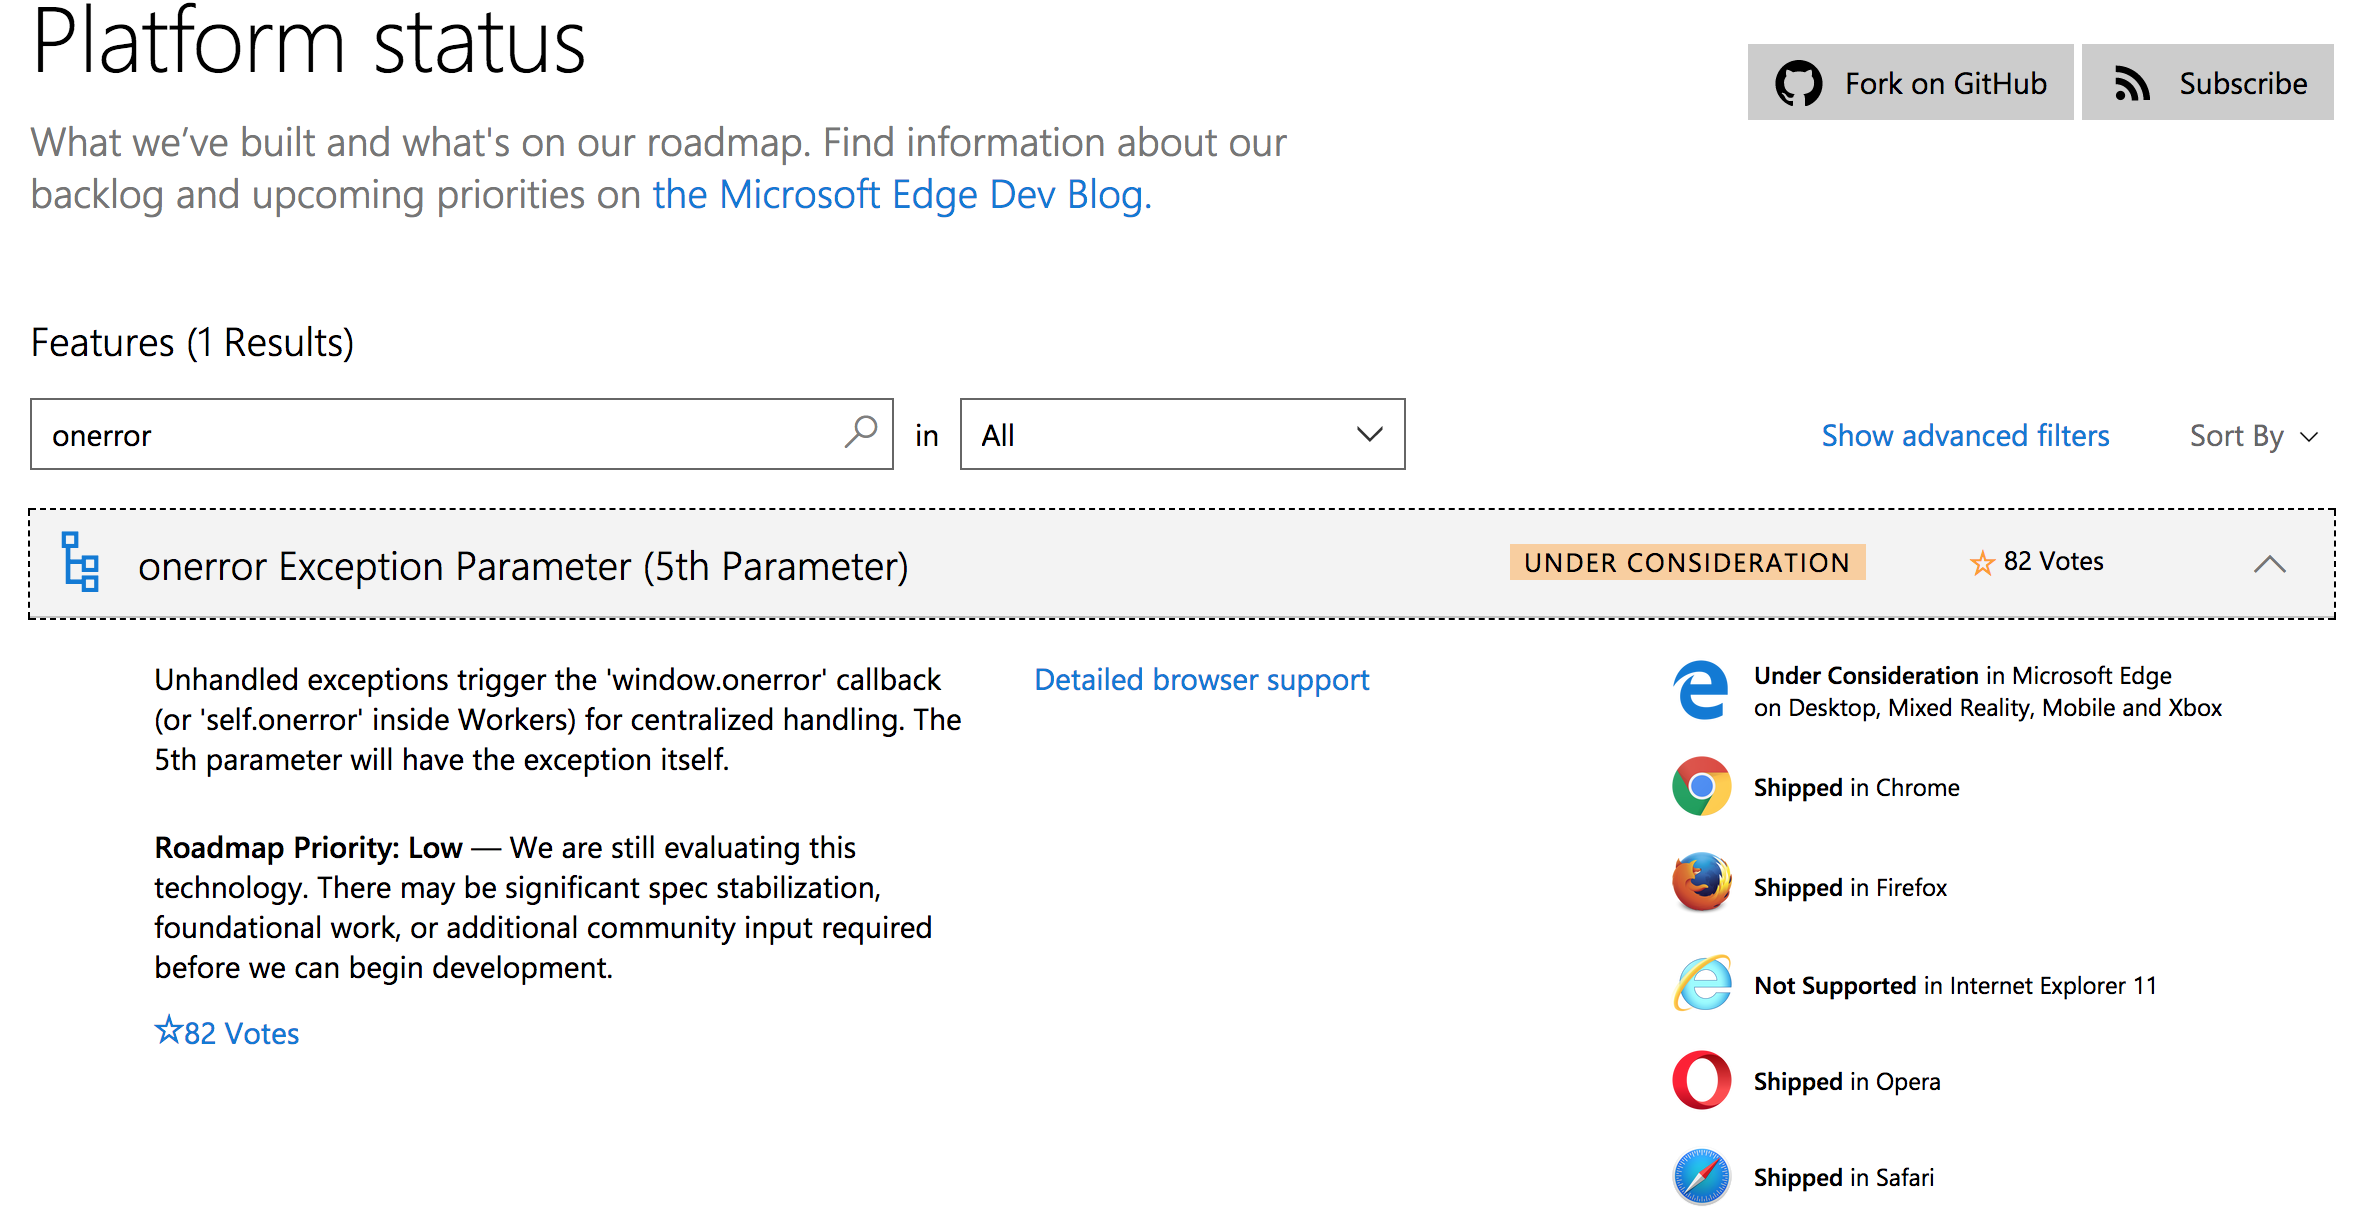 Platform status
Fork on GitHub
Subscribe
What we’ve built and what's on our roadmap. Find information about our
backlog and upcoming priorities on the Microsoft Edge Dev Blog.
Features (1 Results)
onerror
in
All
Show advanced filters
Sort By
onerror Exception Parameter (5th Parameter)
UNDER CONSIDERATION
82 Votes
Unhandled exceptions trigger the 'window.onerror' callback
(or 'self.onerror' inside Workers) for centralized handling. The
5th parameter will have the exception itself.
Roadmap Priority: Low — We are still evaluating this
technology. There may be significant spec stabilization,
foundational work, or additional community input required
before we can begin development.
82 Votes
Detailed browser support
Under Consideration in Microsoft Edge
on Desktop, Mixed Reality, Mobile and Xbox
Shipped in Chrome
Shipped in Firefox
Not Supported in Internet Explorer 11
Shipped in Opera
Shipped in Safari